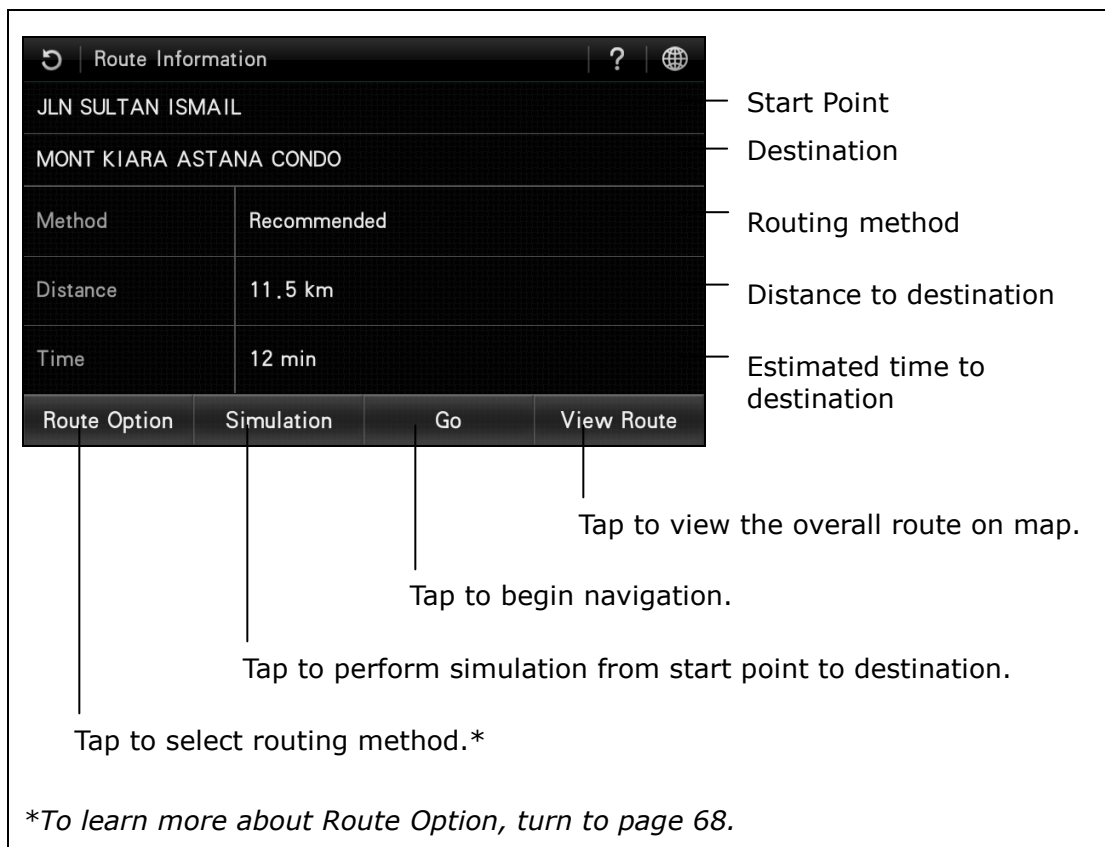 Route Information ?
JLN SULTAN ISMAIL
Start Point
MONT KIARA ASTANA CONDO
Destination
Method Recommended
Routing method
Distance 11.5 km
Distance to destination
Time 12 min
Estimated time to
destination
Route Option Simulation Go View Route
Tap to view the overall route on map.
Tap to begin navigation.
Tap to perform simulation from start point to destination.
Tap to select routing method.*
*To learn more about Route Option, turn to page 68.